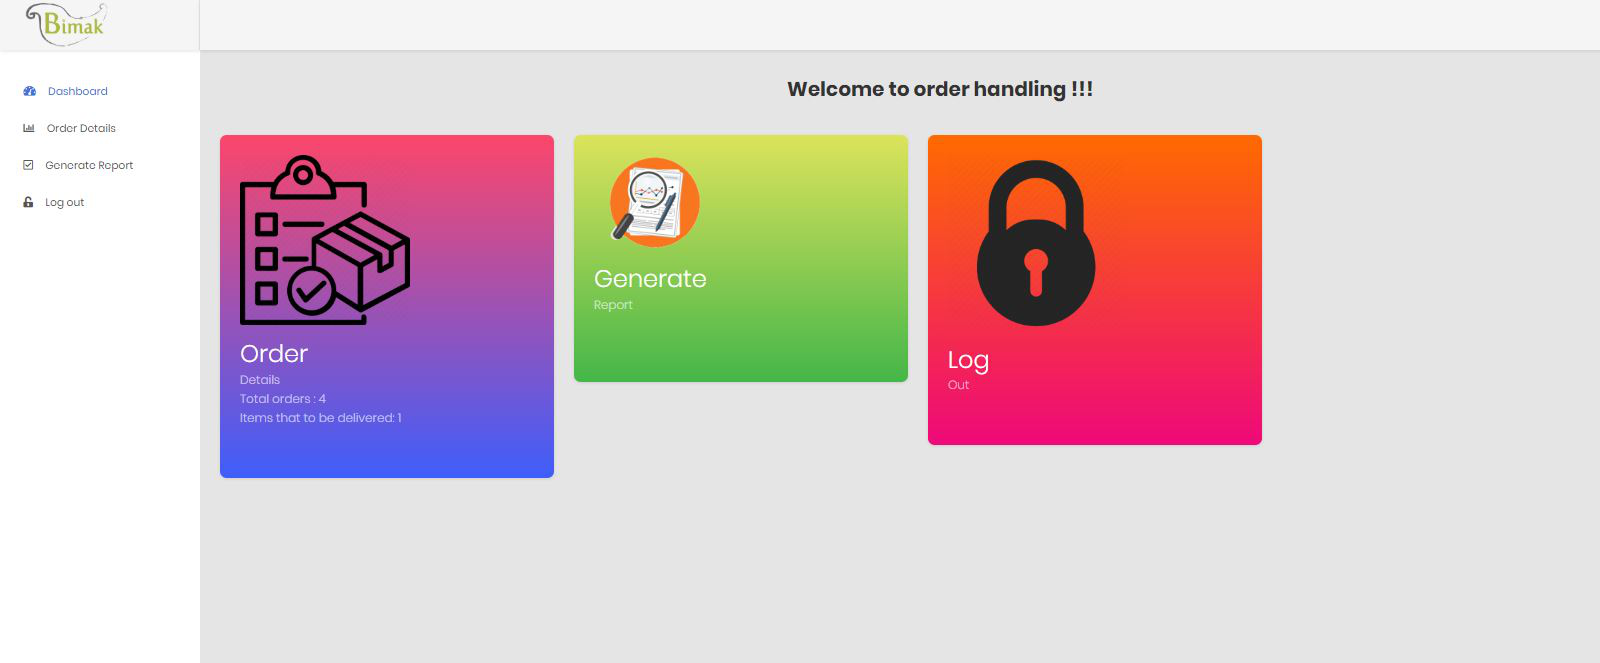 Bimak
Dashboard
Order Details
Generate Report
Log out
Welcome to order handling !!!
Order
Details
Total orders : 4
Items that to be delivered: 1
Generate
Report
Log
Out